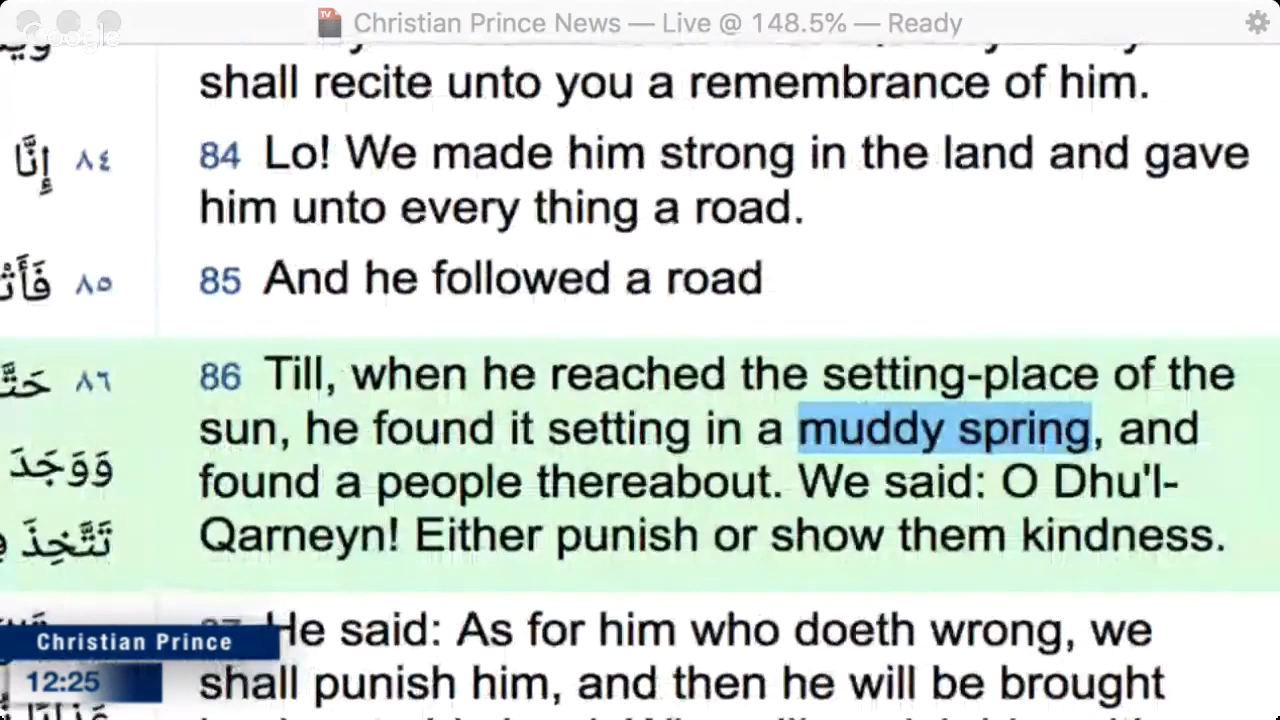 Christian Prince News — Live @ 148.5% — Ready
Google
shall recite unto you a remembrance of him.
إِنَّا ٨٤ 84 Lo! We made him strong in the land and gave
him unto every thing a road.
٨٥ 85 And he followed a road
٨٦ 86 Till, when he reached the setting-place of the
sun, he found it setting in a muddy spring, and
وَوَجَدَ found a people thereabout. We said: O Dhu'l-
تَتَّخِذَ Qarneyn! Either punish or show them kindness.
He said: As for him who doeth wrong, we
Christian Prince
12:25 shall punish him, and then he will be brought